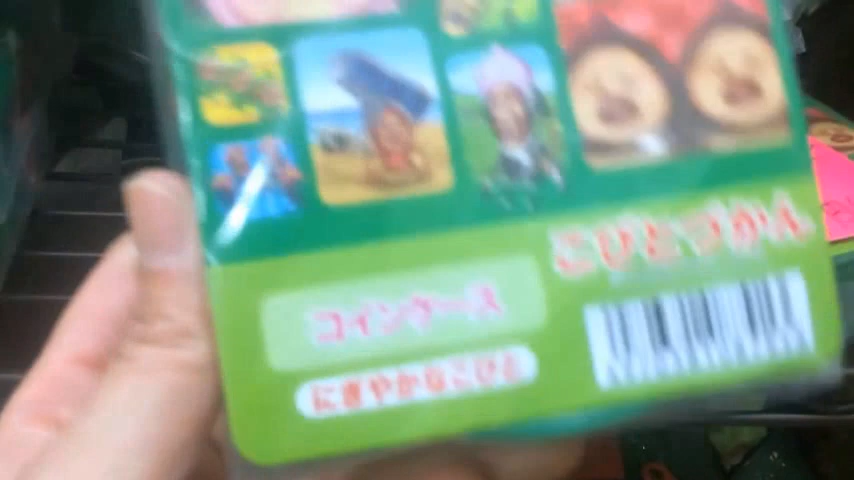 こびとづかん
コインケース
にぎやかなこびと